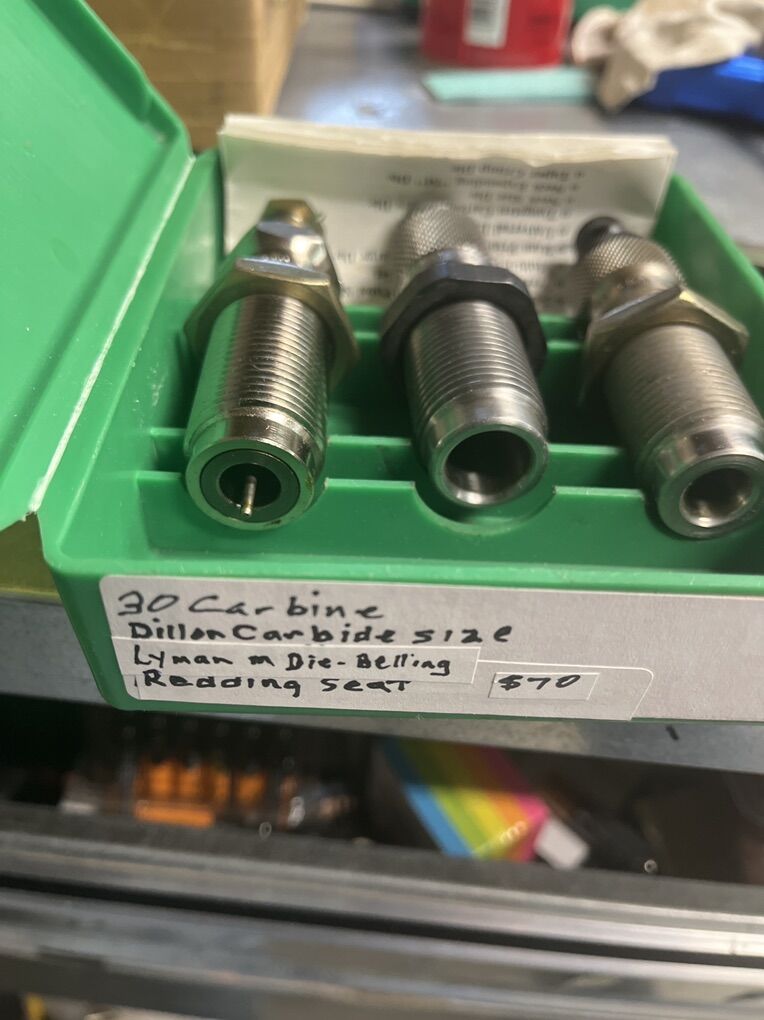 30 Carbine
Dillon Carbide size
Lyman m Die-Belling
Redding seat
$70